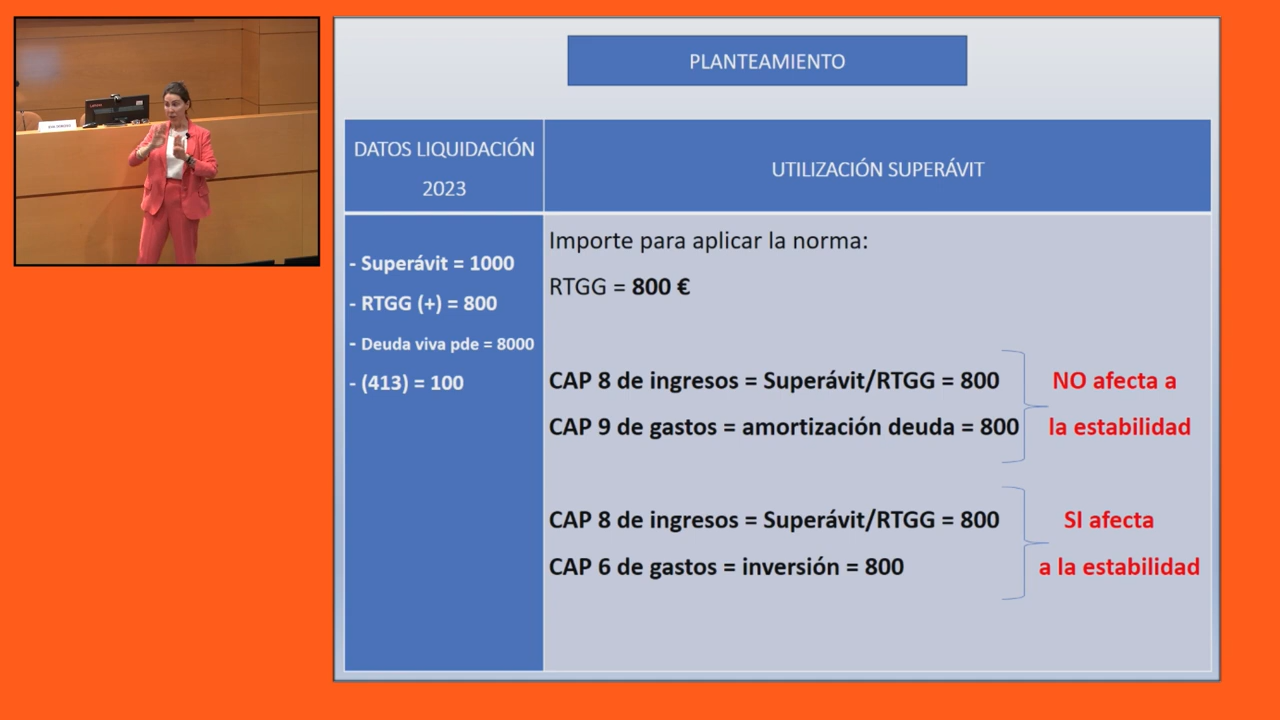 PLANTEAMIENTO
DATOS LIQUIDACIÓN
2023
UTILIZACIÓN SUPERÁVIT
- Superávit = 1000
- RTGG (+) = 800
- Deuda viva pde = 8000
- (413) = 100
Importe para aplicar la norma:
RTGG = 800 €
CAP 8 de ingresos = Superávit/RTGG = 800
CAP 9 de gastos = amortización deuda = 800
NO afecta a
la estabilidad
CAP 8 de ingresos = Superávit/RTGG = 800
CAP 6 de gastos = inversión = 800
SI afecta
a la estabilidad